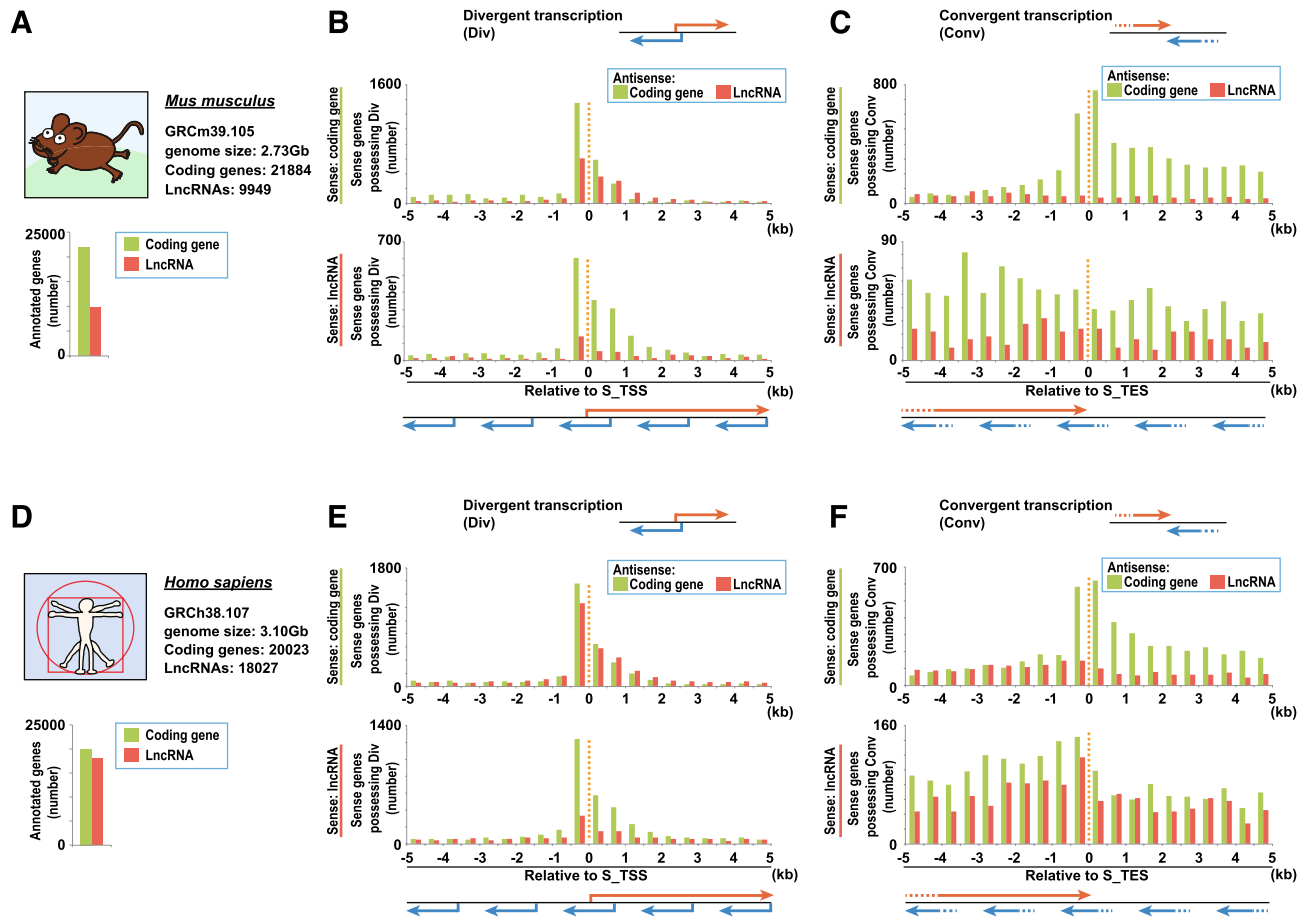 A
Mus musculus
GRCm39.105
genome size: 2.73Gb
Coding genes: 21884
LncRNAs: 9949
25000
0
Annotated genes
(number)
Coding gene
LncRNA
B
Divergent transcription
(Div)
Antisense:
Coding gene LncRNA
Sense: coding gene
Sense genes
possessing Div
(number)
1600
0
-5 -4 -3 -2 -1 0 1 2 3 4 5
(kb)
Sense: lncRNA
Sense genes
possessing Div
(number)
700
0
-5 -4 -3 -2 -1 0 1 2 3 4 5
Relative to S_TSS
(kb)
C
Convergent transcription
(Conv)
Antisense:
Coding gene LncRNA
Sense: coding gene
Sense genes
possessing Conv
(number)
800
0
-5 -4 -3 -2 -1 0 1 2 3 4 5
(kb)
Sense: lncRNA
Sense genes
possessing Conv
(number)
90
0
-5 -4 -3 -2 -1 0 1 2 3 4 5
Relative to S_TES
(kb)
D
Homo sapiens
GRCh38.107
genome size: 3.10Gb
Coding genes: 20023
LncRNAs: 18027
25000
0
Annotated genes
(number)
Coding gene
LncRNA
E
Divergent transcription
(Div)
Antisense:
Coding gene LncRNA
Sense: coding gene
Sense genes
possessing Div
(number)
1800
0
-5 -4 -3 -2 -1 0 1 2 3 4 5
(kb)
Sense: lncRNA
Sense genes
possessing Div
(number)
1400
0
-5 -4 -3 -2 -1 0 1 2 3 4 5
Relative to S_TSS
(kb)
F
Convergent transcription
(Conv)
Antisense:
Coding gene LncRNA
Sense: coding gene
Sense genes
possessing Conv
(number)
700
0
-5 -4 -3 -2 -1 0 1 2 3 4 5
(kb)
Sense: lncRNA
Sense genes
possessing Conv
(number)
160
0
-5 -4 -3 -2 -1 0 1 2 3 4 5
Relative to S_TES
(kb)